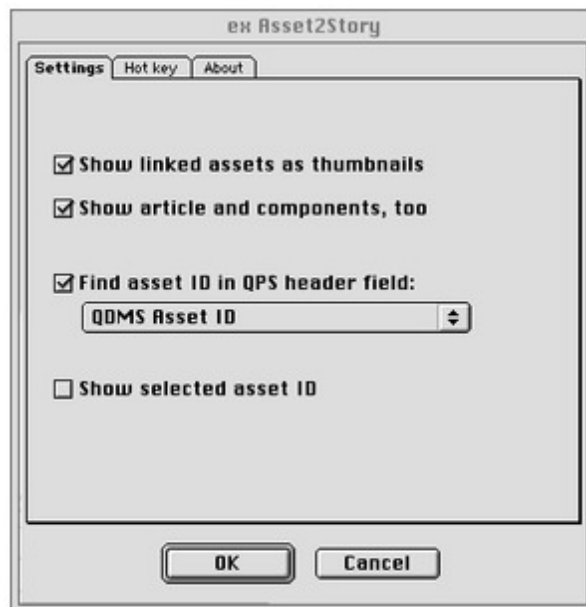 ex Asset2Story
Settings Hot key About
Show linked assets as thumbnails
Show article and components, too
Find asset ID in QPS header field:
QDMS Asset ID
Show selected asset ID
OK Cancel